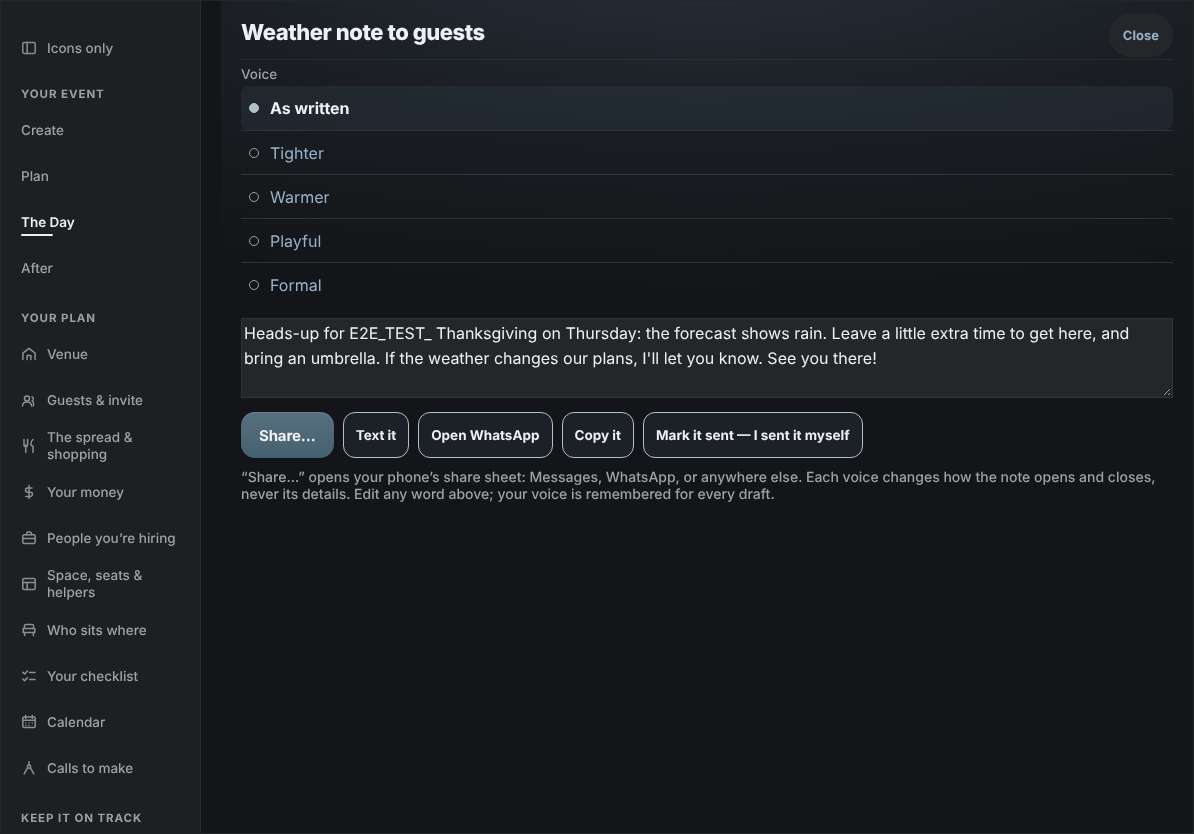 Icons only
YOUR EVENT
Create
Plan
The Day
After
YOUR PLAN
Venue
Guests & invite
The spread &
shopping
Your money
People you’re hiring
Space, seats &
helpers
Who sits where
Your checklist
Calendar
Calls to make
KEEP IT ON TRACK
Weather note to guests
Close
Voice
As written
Tighter
Warmer
Playful
Formal
Heads-up for E2E_TEST_ Thanksgiving on Thursday: the forecast shows rain. Leave a little extra time to get here, and
bring an umbrella. If the weather changes our plans, I'll let you know. See you there!
Share…
Text it
Open WhatsApp
Copy it
Mark it sent — I sent it myself
“Share…” opens your phone’s share sheet: Messages, WhatsApp, or anywhere else. Each voice changes how the note opens and closes,
never its details. Edit any word above; your voice is remembered for every draft.